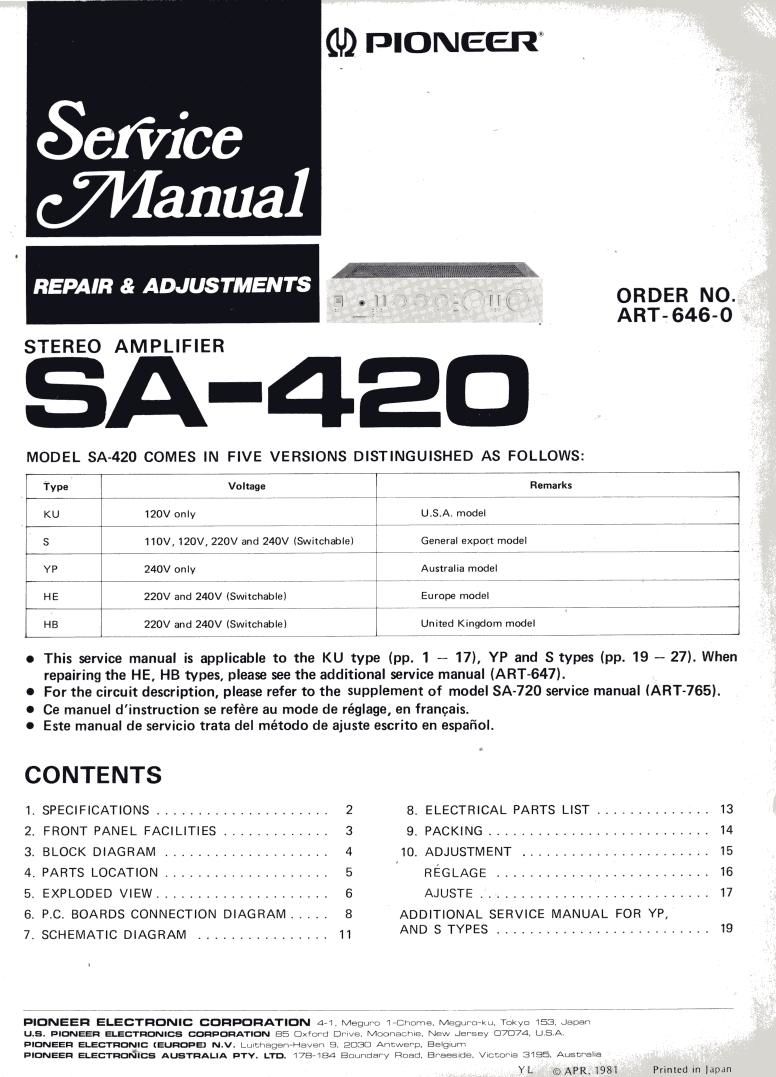 PIONEER®
Service
Manual
REPAIR & ADJUSTMENTS
ORDER NO.
ART-646-0
STEREO AMPLIFIER
SA-420
MODEL SA-420 COMES IN FIVE VERSIONS DISTINGUISHED AS FOLLOWS:
Type Voltage Remarks
KU 120V only U.S.A. model
S 110V, 120V, 220V and 240V (Switchable) General export model
YP 240V only Australia model
HE 220V and 240V (Switchable) Europe model
HB 220V and 240V (Switchable) United Kingdom model
● This service manual is applicable to the KU type (pp. 1 – 17), YP and S types (pp. 19 – 27). When
repairing the HE, HB types, please see the additional service manual (ART-647).
● For the circuit description, please refer to the supplement of model SA-720 service manual (ART-765).
● Ce manuel d'instruction se refère au mode de réglage, en français.
● Este manual de servicio trata del método de ajuste escrito en español.
CONTENTS
1. SPECIFICATIONS . . . . . . . . . . . . . . . . . . . . . 2
2. FRONT PANEL FACILITIES . . . . . . . . . . . . . 3
3. BLOCK DIAGRAM . . . . . . . . . . . . . . . . . . . . 4
4. PARTS LOCATION . . . . . . . . . . . . . . . . . . . . 5
5. EXPLODED VIEW . . . . . . . . . . . . . . . . . . . . . 6
6. P.C. BOARDS CONNECTION DIAGRAM . . . . . 8
7. SCHEMATIC DIAGRAM . . . . . . . . . . . . . . . . 11
8. ELECTRICAL PARTS LIST . . . . . . . . . . . . . . 13
9. PACKING . . . . . . . . . . . . . . . . . . . . . . . . . . . 14
10. ADJUSTMENT . . . . . . . . . . . . . . . . . . . . . . . 15
RÉGLAGE . . . . . . . . . . . . . . . . . . . . . . . . . . 16
AJUSTE . . . . . . . . . . . . . . . . . . . . . . . . . . . . 17
ADDITIONAL SERVICE MANUAL FOR YP,
AND S TYPES . . . . . . . . . . . . . . . . . . . . . . . . . . 19
PIONEER ELECTRONIC CORPORATION 4-1, Meguro 1-Chome, Meguro-ku, Tokyo 153, Japan
U.S. PIONEER ELECTRONICS CORPORATION 85 Oxford Drive, Moonachie, New Jersey 07074, U.S.A.
PIONEER ELECTRONIC (EUROPE) N.V. Luithagen-Haven 9, 2030 Antwerp, Belgium
PIONEER ELECTRONICS AUSTRALIA PTY. LTD. 178-184 Boundary Road, Braeside, Victoria 3195, Australia
YL © APR. 1981 Printed in Japan